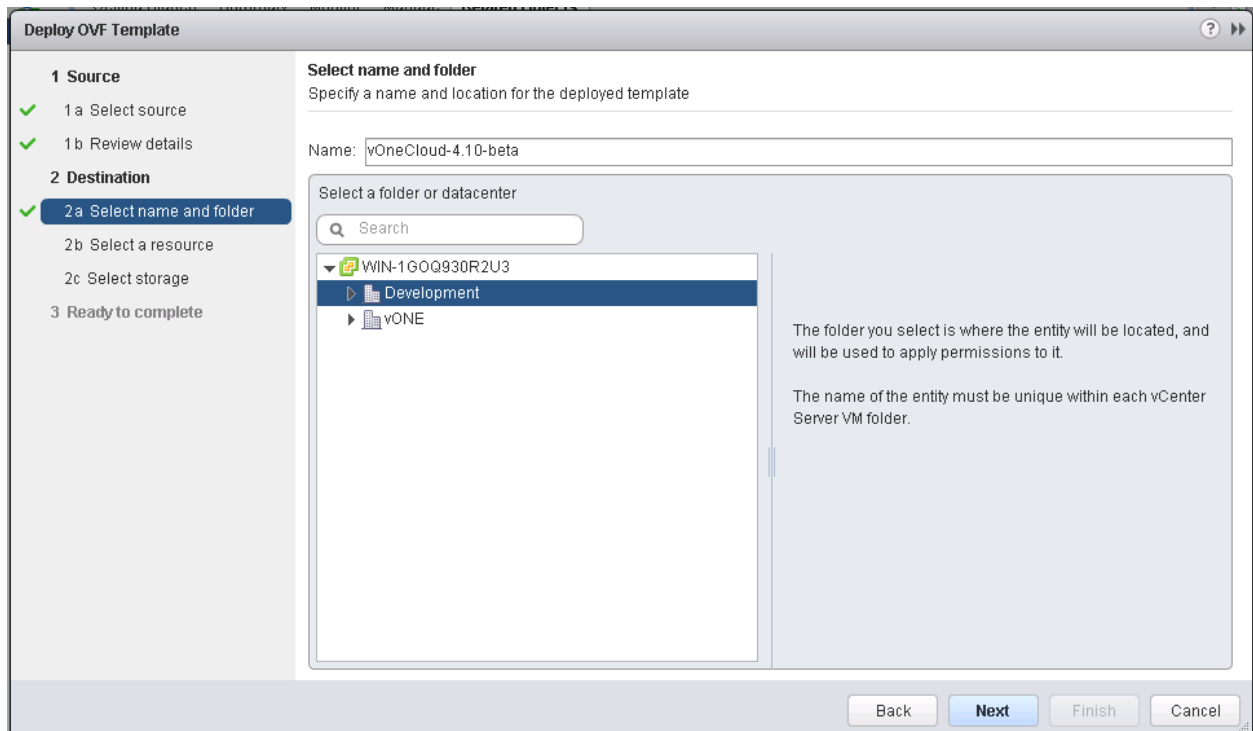 Related Objects
Deploy OVF Template
1 Source
1a Select source
1b Review details
2 Destination
2a Select name and folder
2b Select a resource
2c Select storage
3 Ready to complete
Select name and folder
Specify a name and location for the deployed template
Name: vOneCloud-4.10-beta
Select a folder or datacenter
Search
WIN-1GOQ930R2U3
Development
vONE
The folder you select is where the entity will be located, and
will be used to apply permissions to it.
The name of the entity must be unique within each vCenter
Server VM folder.
Back Next Finish Cancel